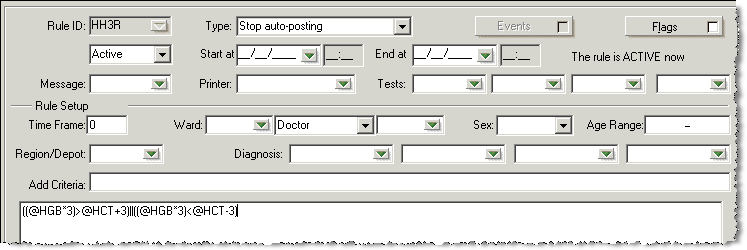 Rule ID: HH3R Type: Stop auto-posting Events Flags
Active Start at __/__/____ __:__ End at __/__/____ __:__ The rule is ACTIVE now
Message: Printer: Tests:
Rule Setup
Time Frame: 0 Ward: Doctor Sex: Age Range: –
Region/Depot: Diagnosis:
Add Criteria:
((@HGB*3)>@HCT+3)||((@HGB*3)<@HCT-3)